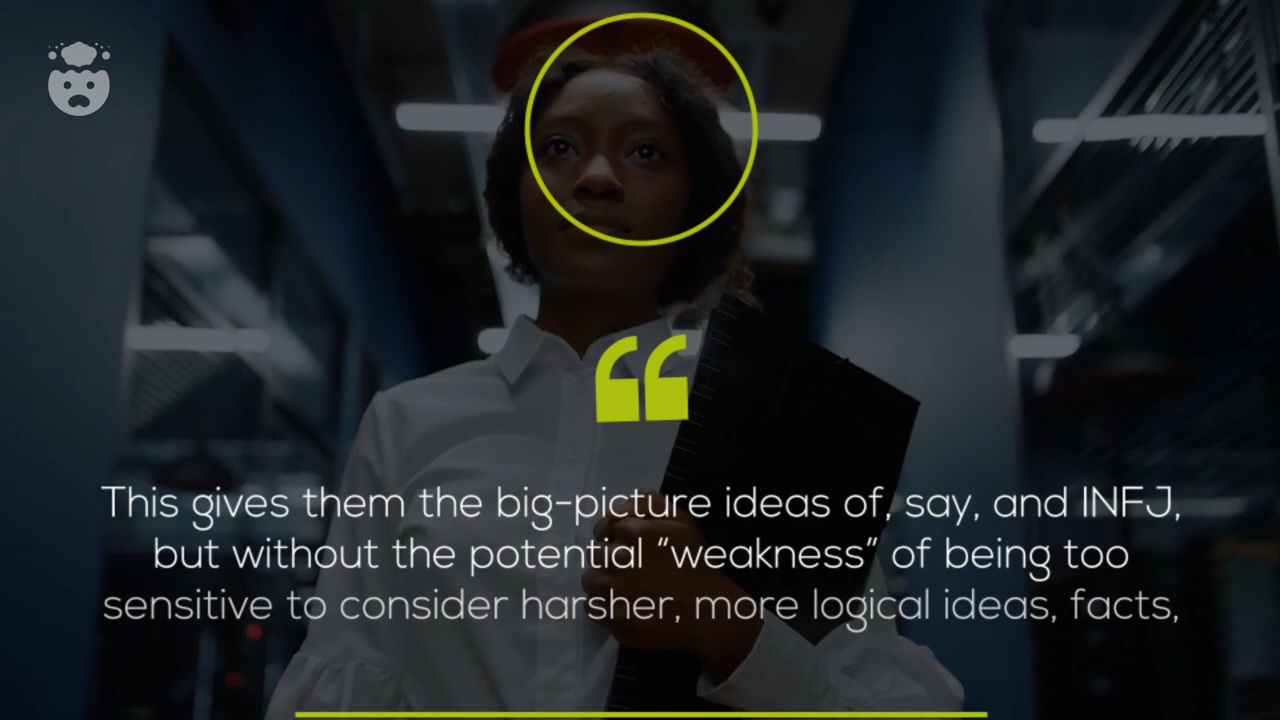 This gives them the big-picture ideas of, say, and INFJ,
but without the potential “weakness” of being too
sensitive to consider harsher, more logical ideas, facts,